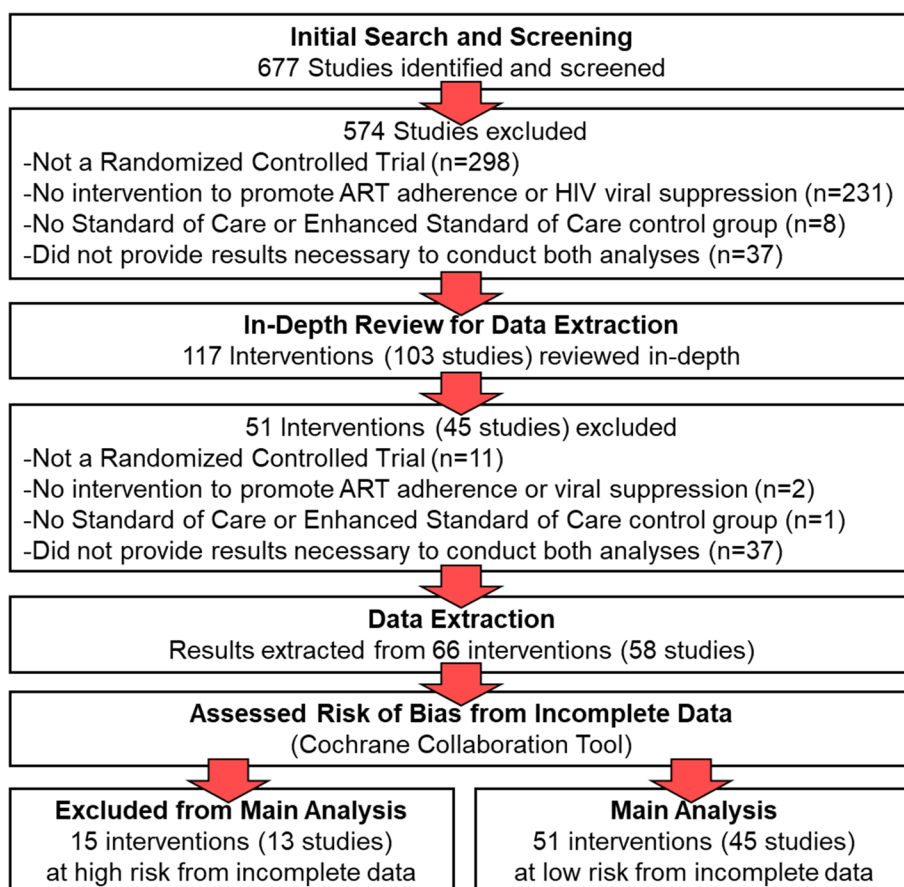 Initial Search and Screening
677 Studies identified and screened
574 Studies excluded
-Not a Randomized Controlled Trial (n=298)
-No intervention to promote ART adherence or HIV viral suppression (n=231)
-No Standard of Care or Enhanced Standard of Care control group (n=8)
-Did not provide results necessary to conduct both analyses (n=37)
In-Depth Review for Data Extraction
117 Interventions (103 studies) reviewed in-depth
51 Interventions (45 studies) excluded
-Not a Randomized Controlled Trial (n=11)
-No intervention to promote ART adherence or viral suppression (n=2)
-No Standard of Care or Enhanced Standard of Care control group (n=1)
-Did not provide results necessary to conduct both analyses (n=37)
Data Extraction
Results extracted from 66 interventions (58 studies)
Assessed Risk of Bias from Incomplete Data
(Cochrane Collaboration Tool)
Excluded from Main Analysis
15 interventions (13 studies)
at high risk from incomplete data
Main Analysis
51 interventions (45 studies)
at low risk from incomplete data